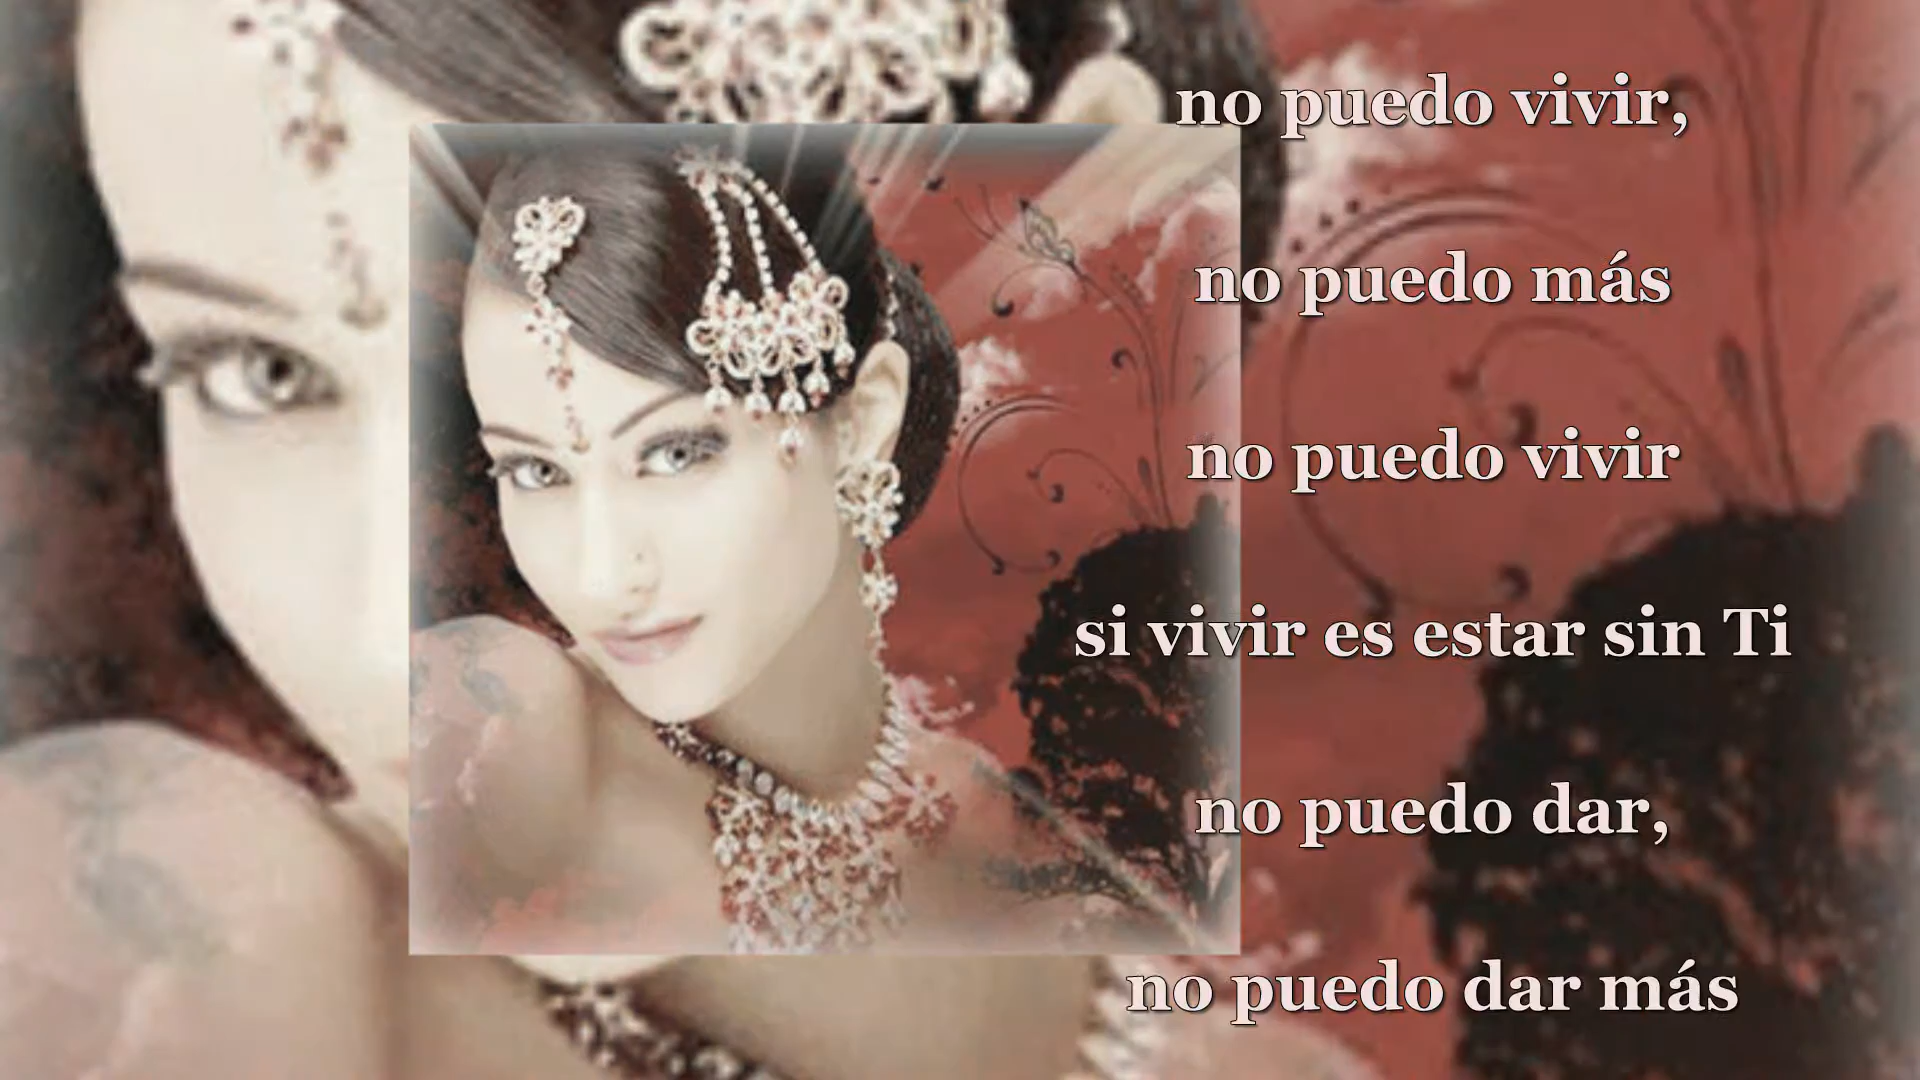 no puedo vivir,
no puedo más
no puedo vivir
si vivir es estar sin Ti
no puedo dar,
no puedo dar más